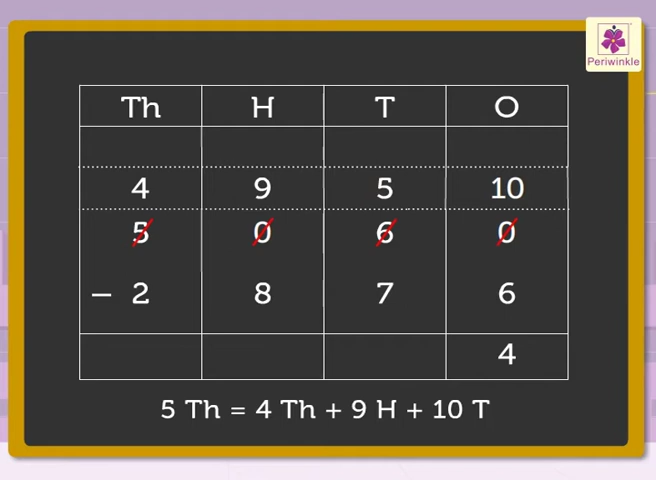 Periwinkle
Th H T O
4 9 5 10
5 0 6 0
– 2 8 7 6
4
5 Th = 4 Th + 9 H + 10 T